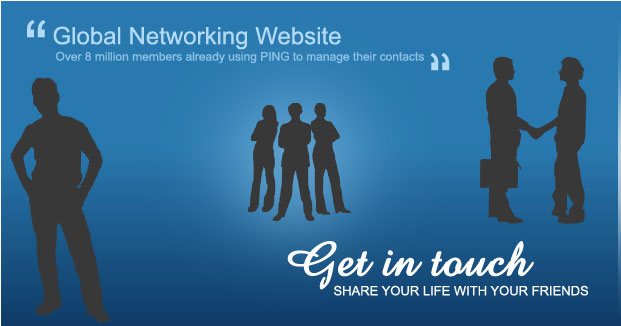 “ Global Networking Website
Over 8 million members already using PING to manage their contacts ”
Get in touch
SHARE YOUR LIFE WITH YOUR FRIENDS